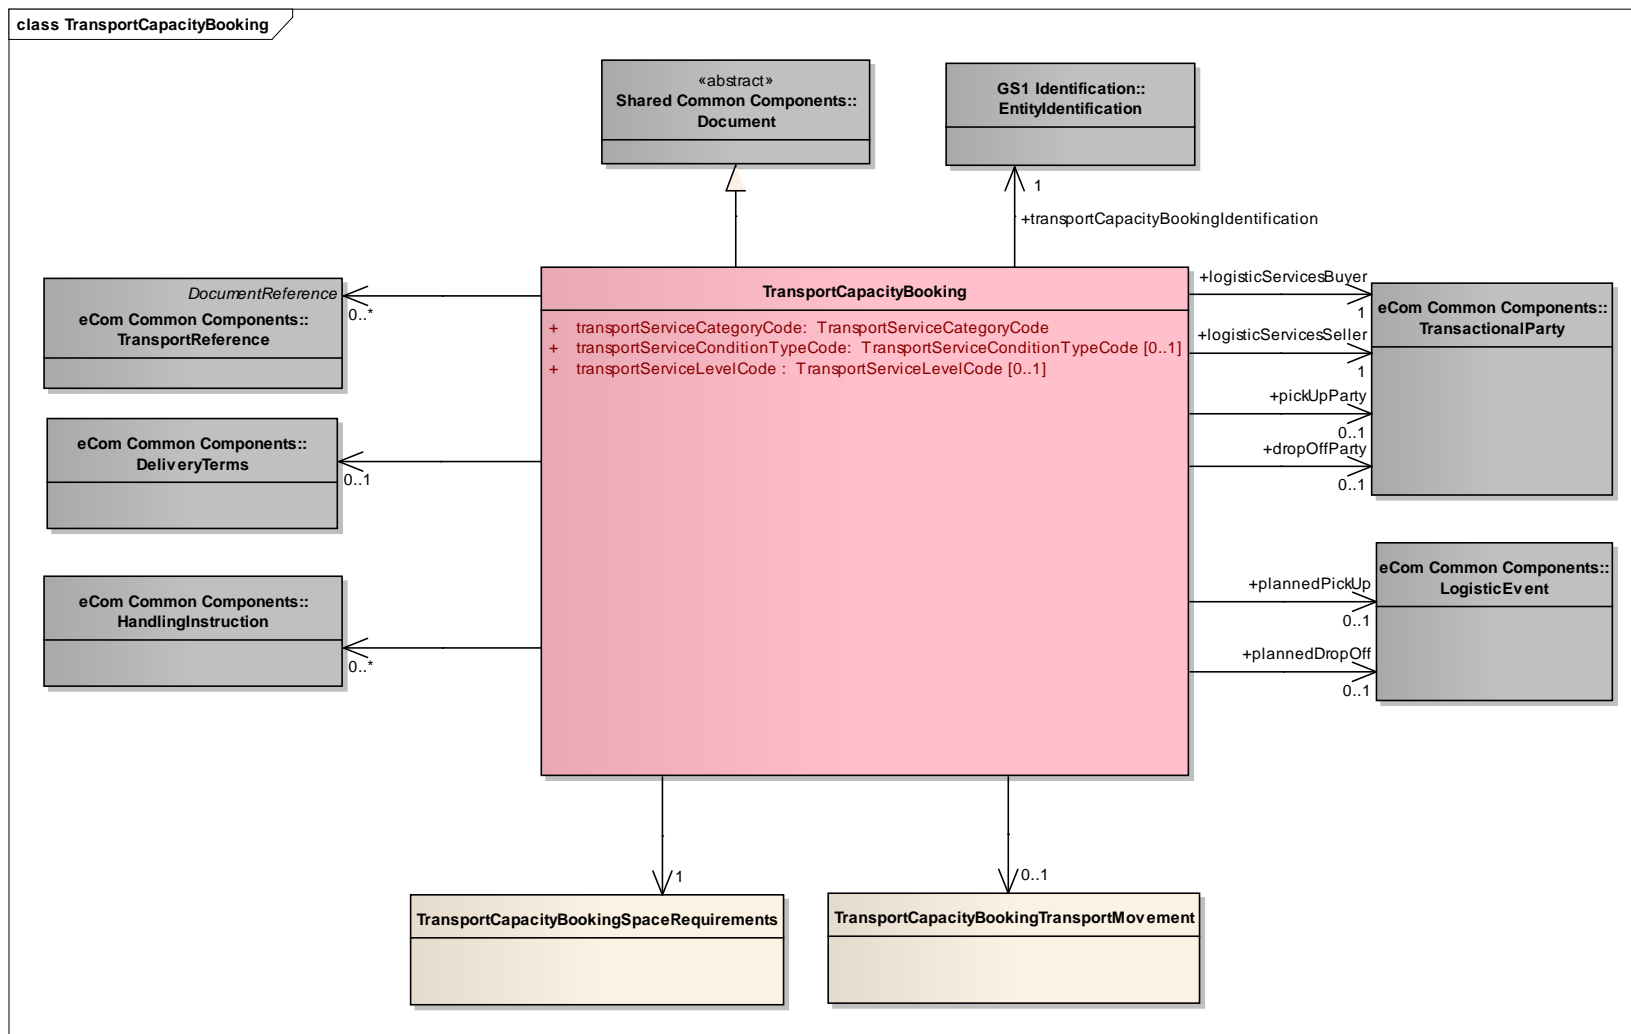 class TransportCapacityBooking
«abstract»
Shared Common Components::
Document
GS1 Identification::
EntityIdentification
1
+transportCapacityBookingIdentification
DocumentReference
eCom Common Components::
TransportReference
0..*
TransportCapacityBooking
+ transportServiceCategoryCode: TransportServiceCategoryCode
+ transportServiceConditionTypeCode: TransportServiceConditionTypeCode [0..1]
+ transportServiceLevelCode : TransportServiceLevelCode [0..1]
+logisticServicesBuyer
1
+logisticServicesSeller
1
+pickUpParty
0..1
+dropOffParty
0..1
eCom Common Components::
TransactionalParty
eCom Common Components::
DeliveryTerms
0..1
eCom Common Components::
HandlingInstruction
0..*
+plannedPickUp
0..1
+plannedDropOff
0..1
eCom Common Components::
LogisticEvent
1
0..1
TransportCapacityBookingSpaceRequirements
TransportCapacityBookingTransportMovement